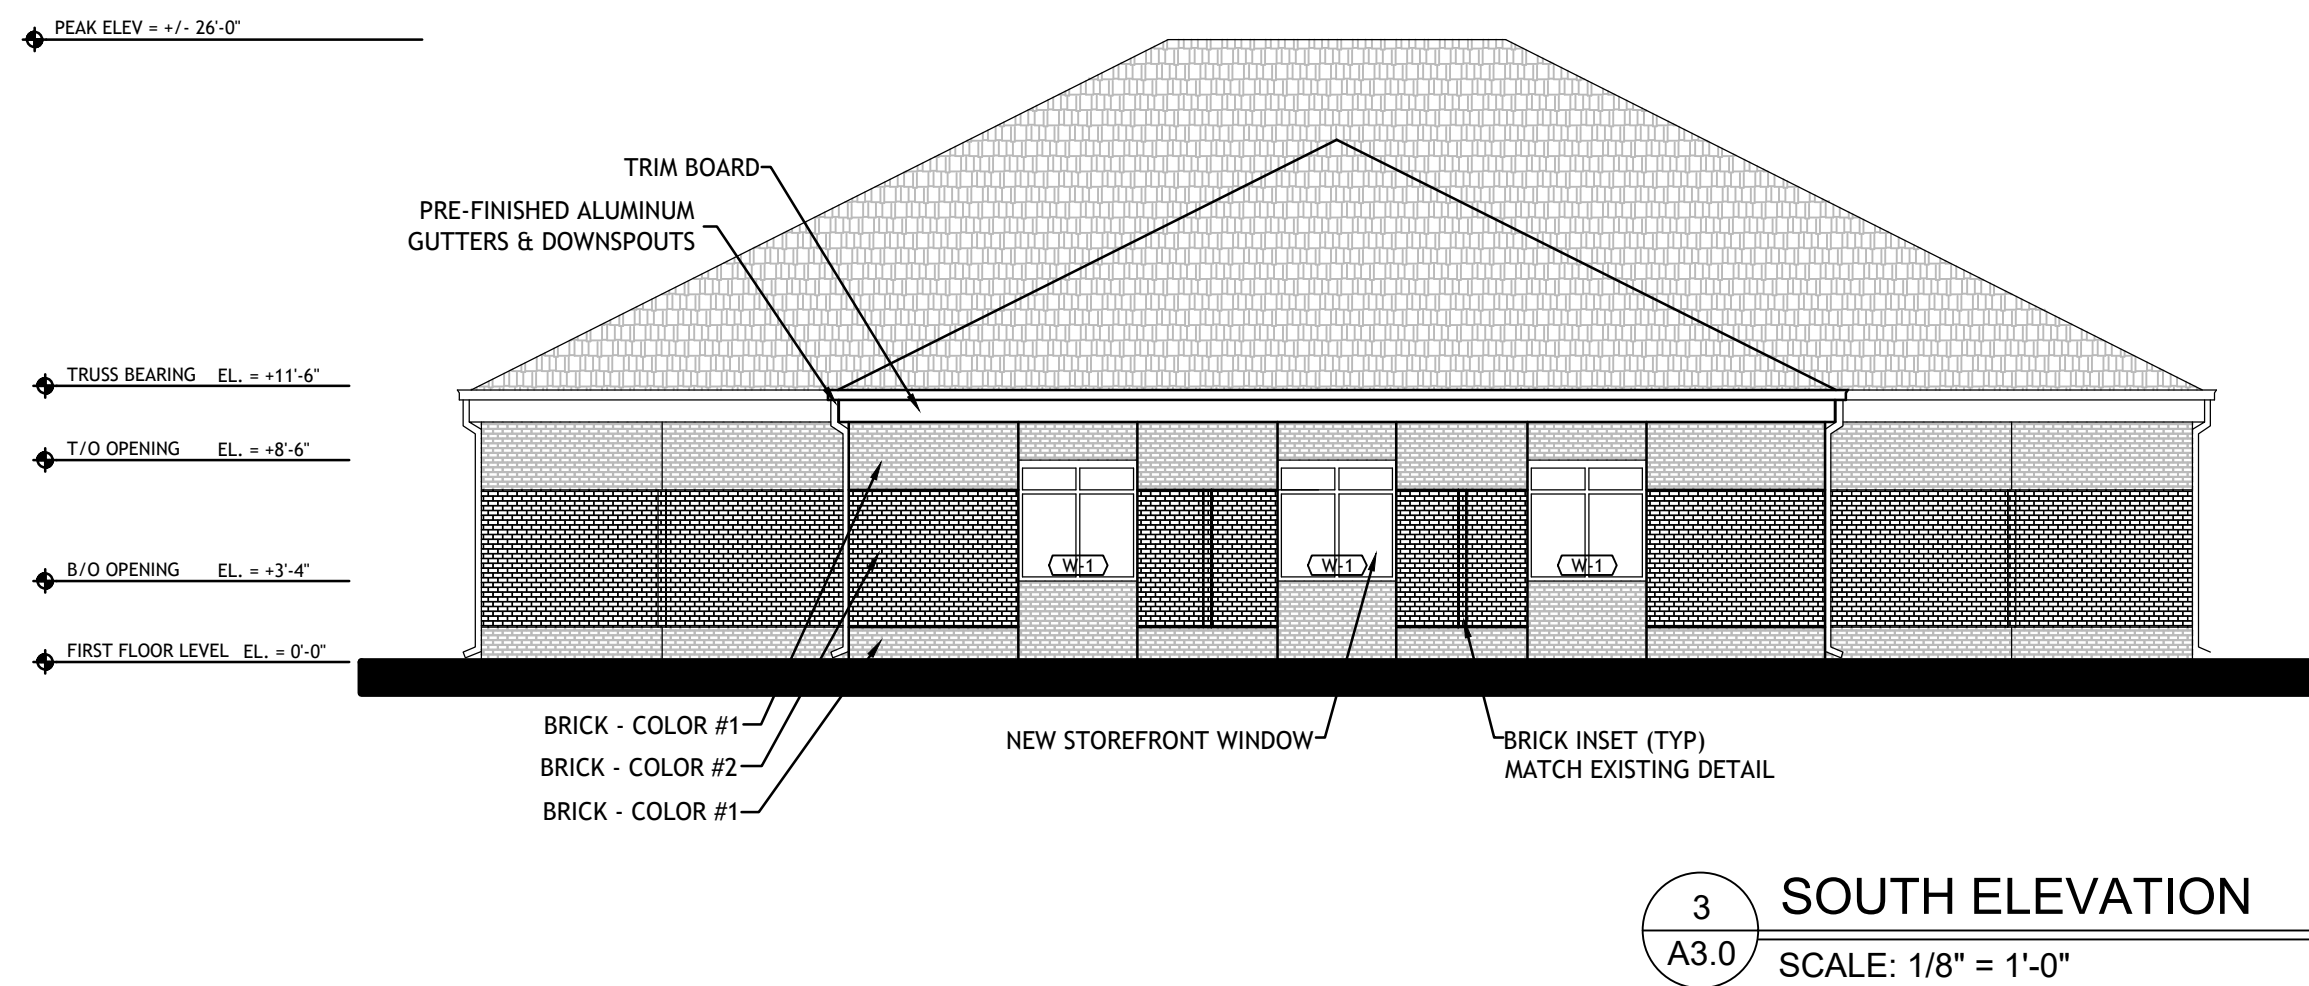 PEAK ELEV = +/- 26'-0"
TRIM BOARD
PRE-FINISHED ALUMINUM
GUTTERS & DOWNSPOUTS
TRUSS BEARING EL. = +11'-6"
T/O OPENING EL. = +8'-6"
B/O OPENING EL. = +3'-4"
W-1 W-1 W-1
FIRST FLOOR LEVEL EL. = 0'-0"
BRICK - COLOR #1
BRICK - COLOR #2
BRICK - COLOR #1
NEW STOREFRONT WINDOW
BRICK INSET (TYP)
MATCH EXISTING DETAIL
3
A3.0
SOUTH ELEVATION
SCALE: 1/8" = 1'-0"